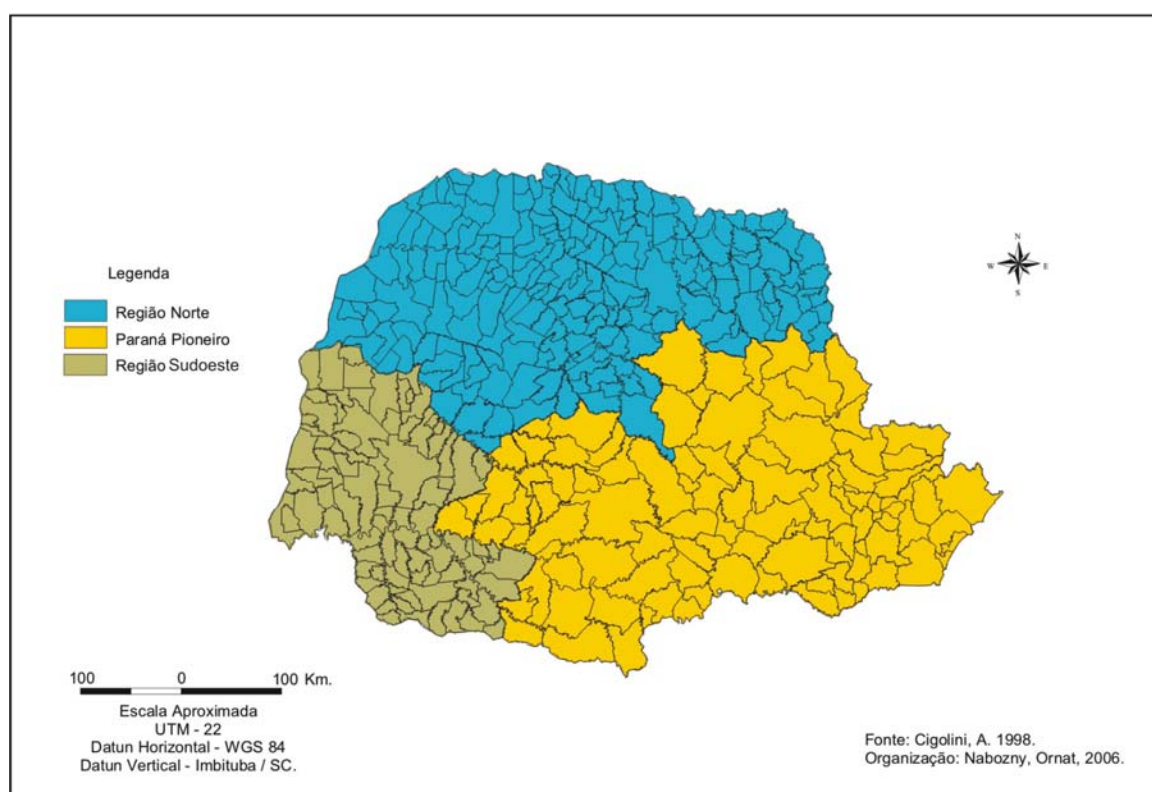 Legenda
Região Norte
Paraná Pioneiro
Região Sudoeste
N
W E
S
100 0 100 Km.
Escala Aproximada
UTM - 22
Datun Horizontal - WGS 84
Datun Vertical - Imbituba / SC.
Fonte: Cigolini, A. 1998.
Organização: Nabozny, Ornat, 2006.